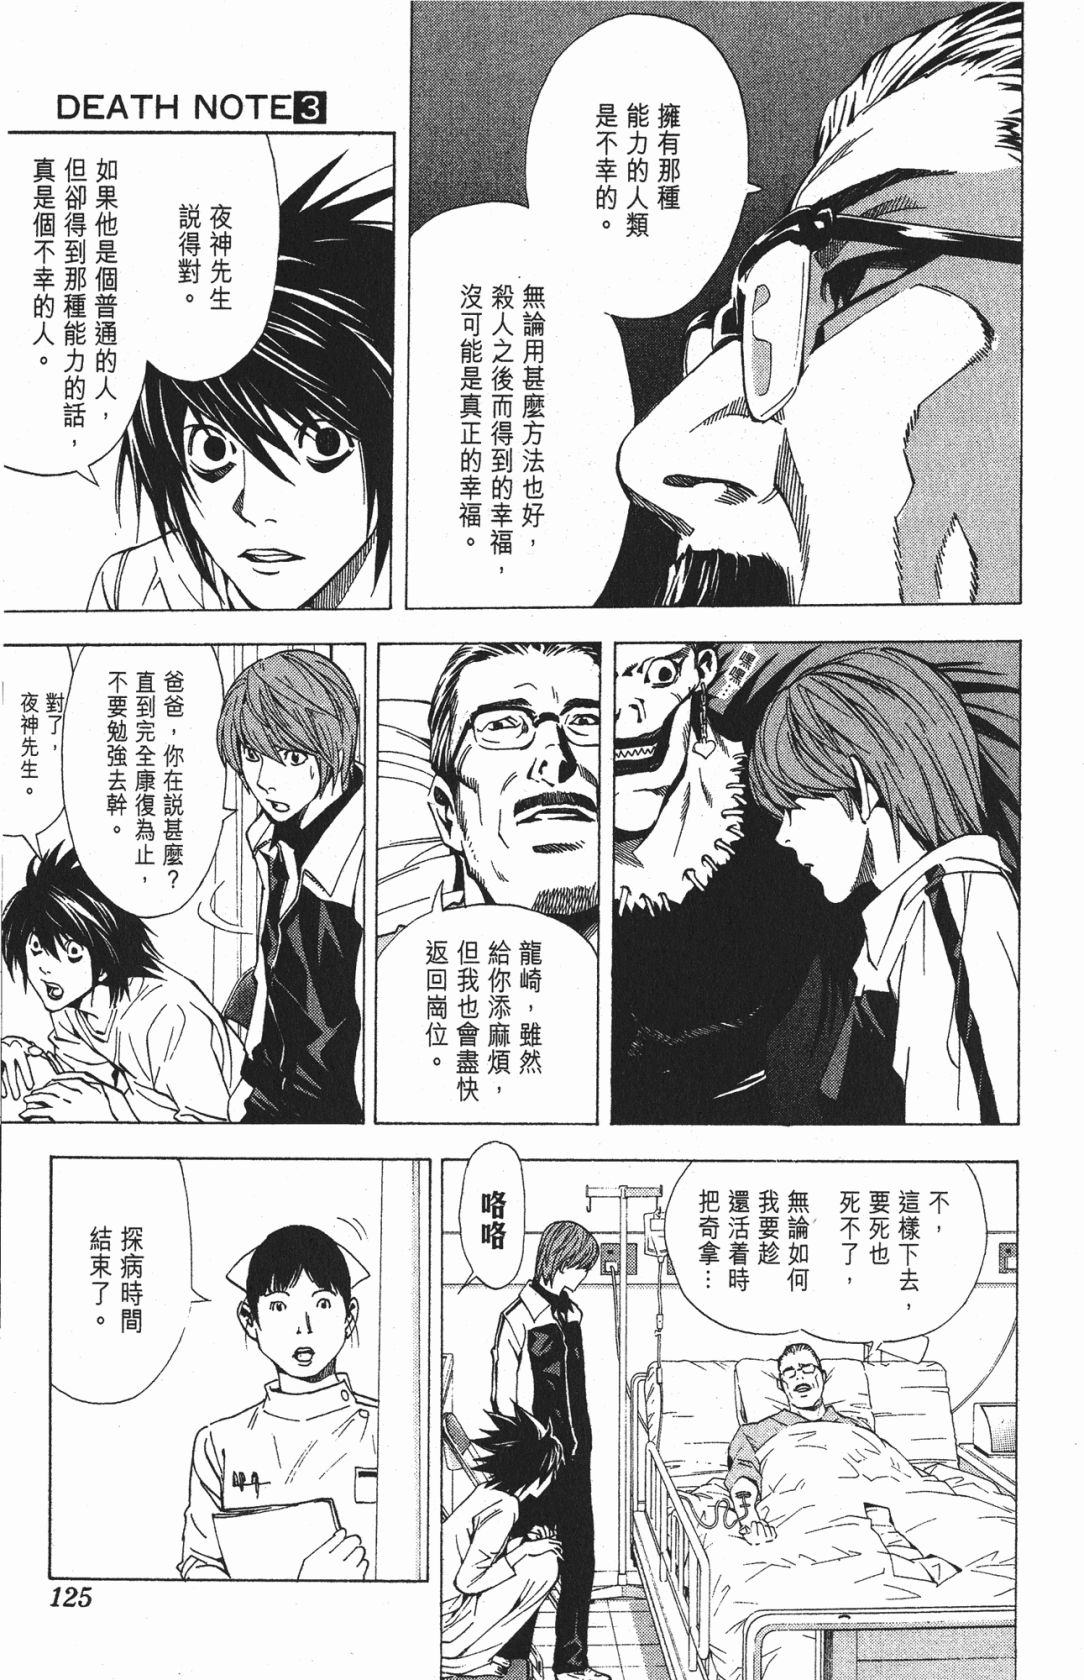 DEATH NOTE 3
擁有那種
能力的人類
是不幸的。
無論用甚麼方法也好，
殺人之後而得到的幸福，
沒可能是真正的幸福。
夜神先生
說得對。
如果他是個普通的人，
但卻得到那種能力的話，
真是個不幸的人。
嘿嘿…
龍崎，雖然
給你添麻煩，
但我也會盡快
返回崗位。
爸爸，你在說甚麼？
直到完全康復為止，
不要勉強去幹。
對了，
夜神先生。
不，
這樣下去，
要死也
死不了，
無論如何
我要趁
還活着時
把奇拿…
咯咯
探病時間
結束了。
125